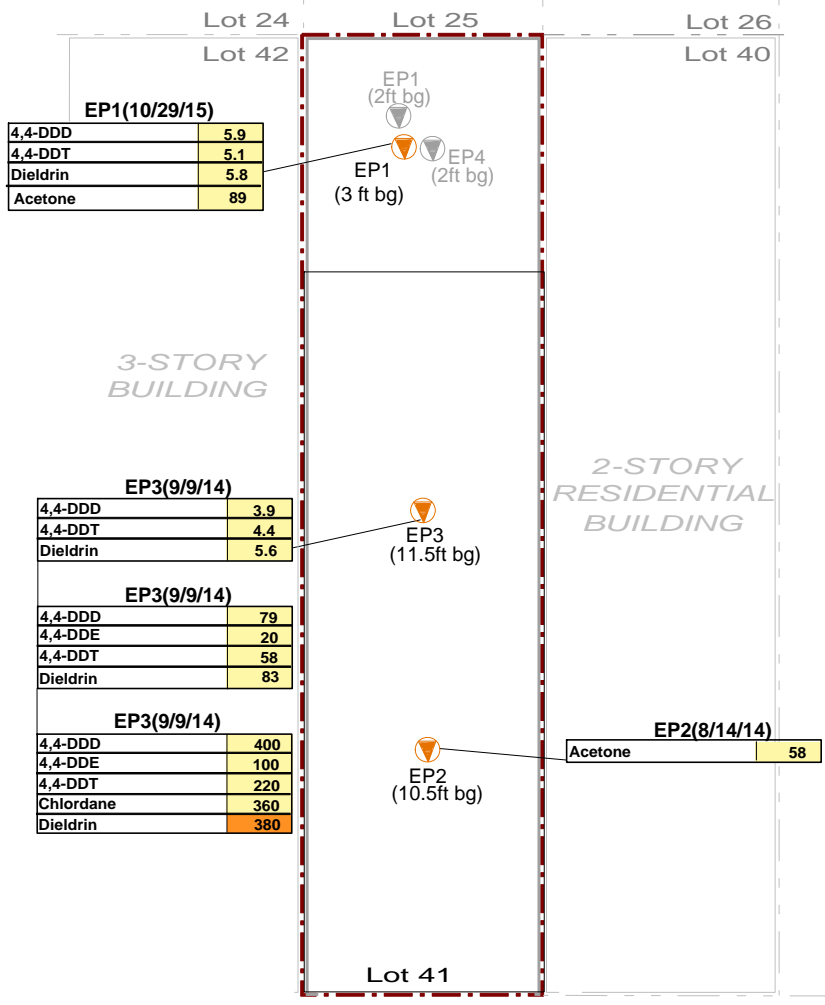 Lot 24
Lot 25
Lot 26
Lot 42
Lot 40
EP1
(2ft bg)
EP1(10/29/15)
4,4-DDD 5.9
4,4-DDT 5.1
Dieldrin 5.8
Acetone 89
EP1
(3 ft bg)
EP4
(2ft bg)
3-STORY
BUILDING
2-STORY
RESIDENTIAL
BUILDING
EP3(9/9/14)
4,4-DDD 3.9
4,4-DDT 4.4
Dieldrin 5.6
EP3
(11.5ft bg)
EP3(9/9/14)
4,4-DDD 79
4,4-DDE 20
4,4-DDT 58
Dieldrin 83
EP3(9/9/14)
4,4-DDD 400
4,4-DDE 100
4,4-DDT 220
Chlordane 360
Dieldrin 380
EP2
(10.5ft bg)
EP2(8/14/14)
Acetone 58
Lot 41